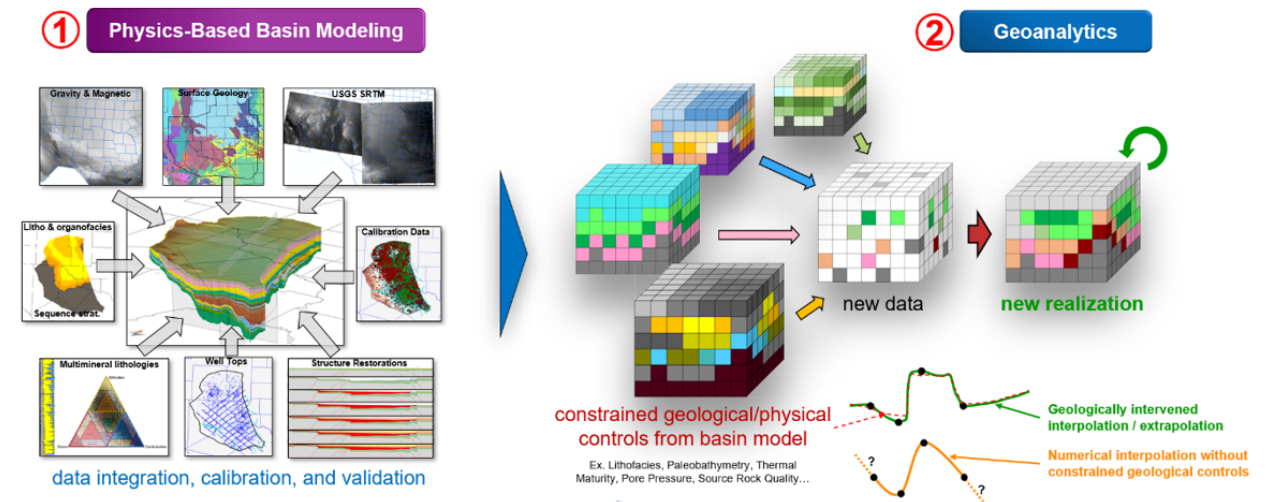 ① Physics-Based Basin Modeling
② Geoanalytics
Gravity & Magnetic
Surface Geology
USGS SRTM
Litho & organofacies
Sequence strat.
Calibration Data
Multimineral lithologies
Well Tops
Structure Restorations
data integration, calibration, and validation
new data
new realization
constrained geological/physical
controls from basin model
Ex. Lithofacies, Paleobathymetry, Thermal
Maturity, Pore Pressure, Source Rock Quality…
Geologically intervened
interpolation / extrapolation
Numerical interpolation without
constrained geological controls
?
?